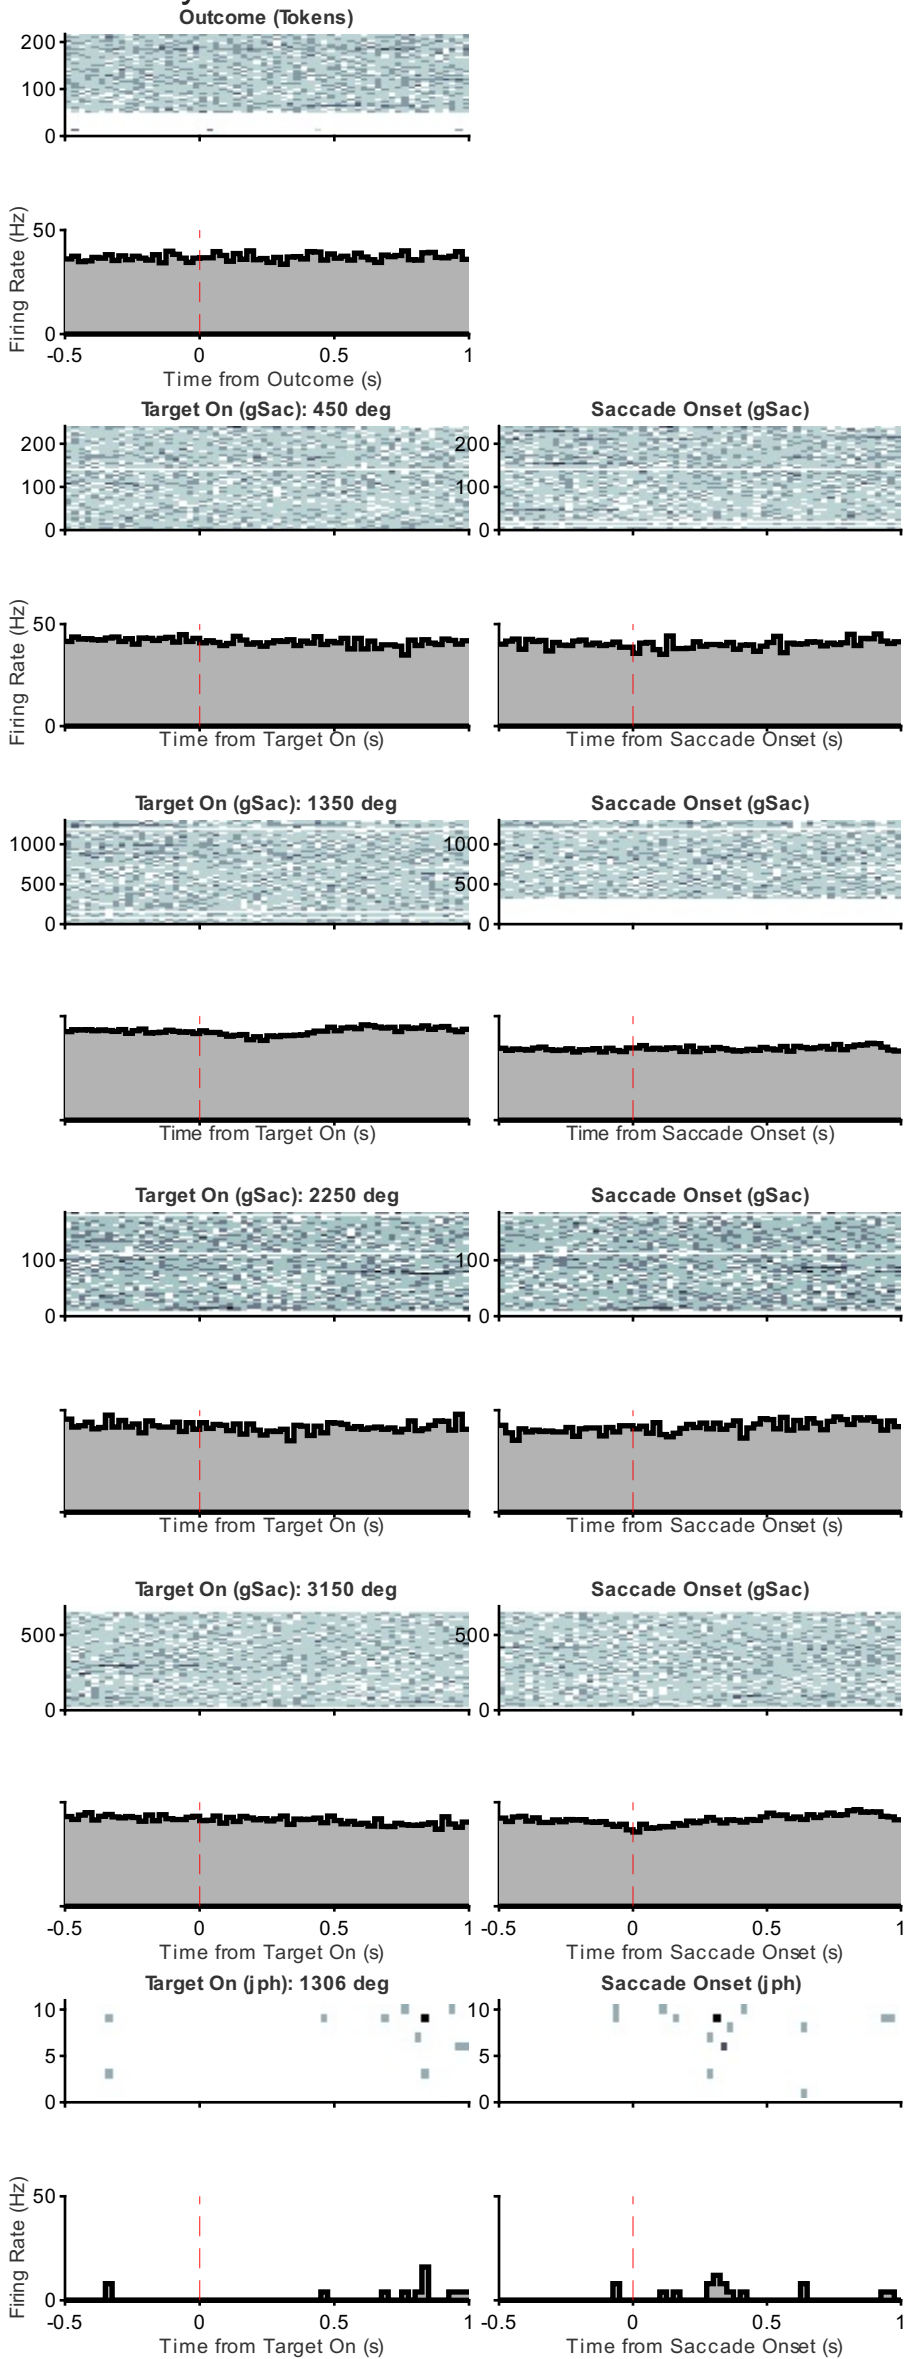 Outcome (Tokens)
200
100
0
Firing Rate (Hz)
50
0
-0.5 0 0.5 1
Time from Outcome (s)
Target On (gSac): 450 deg Saccade Onset (gSac)
200 200
100 100
0 0
Firing Rate (Hz)
50
0
Time from Target On (s) Time from Saccade Onset (s)
Target On (gSac): 1350 deg Saccade Onset (gSac)
1000 1000
500 500
0 0
Time from Target On (s) Time from Saccade Onset (s)
Target On (gSac): 2250 deg Saccade Onset (gSac)
100 100
0 0
Time from Target On (s) Time from Saccade Onset (s)
Target On (gSac): 3150 deg Saccade Onset (gSac)
500 500
0 0
-0.5 0 0.5 1 -0.5 0 0.5 1
Time from Target On (s) Time from Saccade Onset (s)
Target On (jph): 1306 deg Saccade Onset (jph)
10 10
5 5
0 0
Firing Rate (Hz)
50
0
-0.5 0 0.5 1 -0.5 0 0.5 1
Time from Target On (s) Time from Saccade Onset (s)